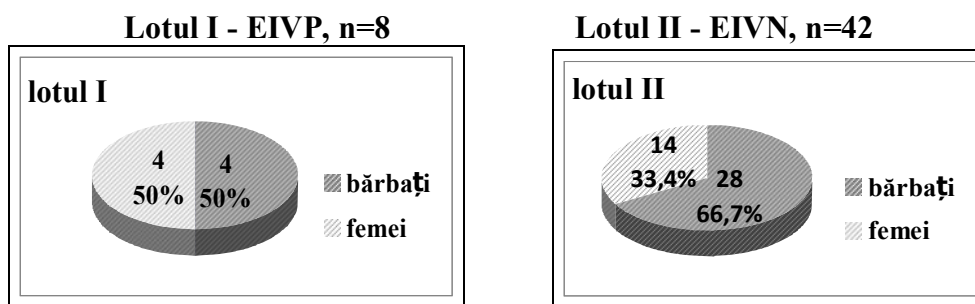 Lotul I - EIVP, n=8
lotul I
4
50%
4
50%
bărbați
femei
Lotul II - EIVN, n=42
lotul II
14
33,4%
28
66,7%
bărbați
femei